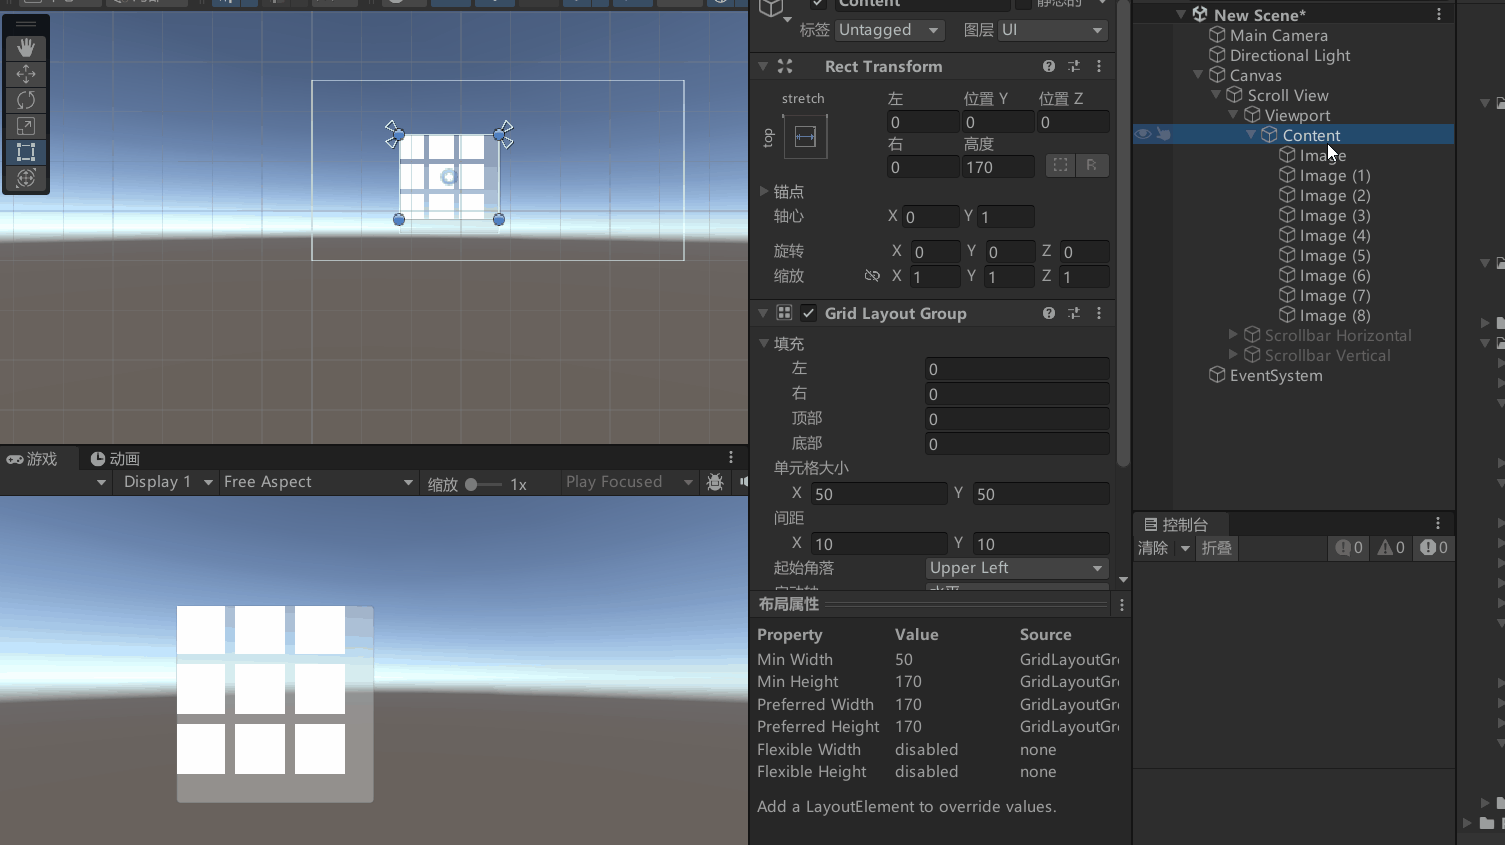 Content
静态的
标签 Untagged 图层 UI
Rect Transform
stretch
top
左 位置 Y 位置 Z
0 0 0
右 高度
0 170 R
锚点
轴心 X 0 Y 1
旋转 X 0 Y 0 Z 0
缩放 X 1 Y 1 Z 1
Grid Layout Group
填充
左 0
右 0
顶部 0
底部 0
单元格大小
X 50 Y 50
间距
X 10 Y 10
起始角落 Upper Left
布局属性
Property Value Source
Min Width 50 GridLayoutGr
Min Height 170 GridLayoutGr
Preferred Width 170 GridLayoutGr
Preferred Height 170 GridLayoutGr
Flexible Width disabled none
Flexible Height disabled none
Add a LayoutElement to override values.
New Scene*
Main Camera
Directional Light
Canvas
Scroll View
Viewport
Content
Image
Image (1)
Image (2)
Image (3)
Image (4)
Image (5)
Image (6)
Image (7)
Image (8)
Scrollbar Horizontal
Scrollbar Vertical
EventSystem
控制台
清除 折叠 0 0 0
游戏 动画
Display 1 Free Aspect 缩放 1x Play Focused